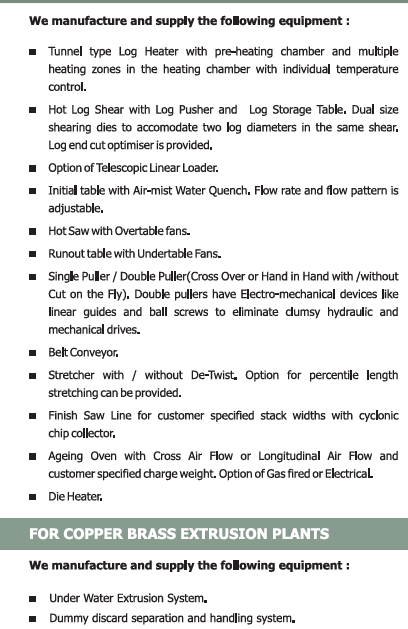 We manufacture and supply the following equipment :
■ Tunnel type Log Heater with pre-heating chamber and multiple
heating zones in the heating chamber with individual temperature
control.
■ Hot Log Shear with Log Pusher and Log Storage Table. Dual size
shearing dies to accomodate two log diameters in the same shear.
Log end cut optimiser is provided.
■ Option of Telescopic Linear Loader.
■ Initial table with Air-mist Water Quench. Flow rate and flow pattern is
adjustable.
■ Hot Saw with Overtable fans.
■ Runout table with Undertable Fans.
■ Single Puller / Double Puller(Cross Over or Hand in Hand with /without
Cut on the Fly). Double pullers have Electro-mechanical devices like
linear guides and ball screws to eliminate clumsy hydraulic and
mechanical drives.
■ Belt Conveyor.
■ Stretcher with / without De-Twist. Option for percentile length
stretching can be provided.
■ Finish Saw Line for customer specified stack widths with cyclonic
chip collector.
■ Ageing Oven with Cross Air Flow or Longitudinal Air Flow and
customer specified charge weight. Option of Gas fired or Electrical.
■ Die Heater.
FOR COPPER BRASS EXTRUSION PLANTS
We manufacture and supply the following equipment :
■ Under Water Extrusion System.
■ Dummy discard separation and handling system.